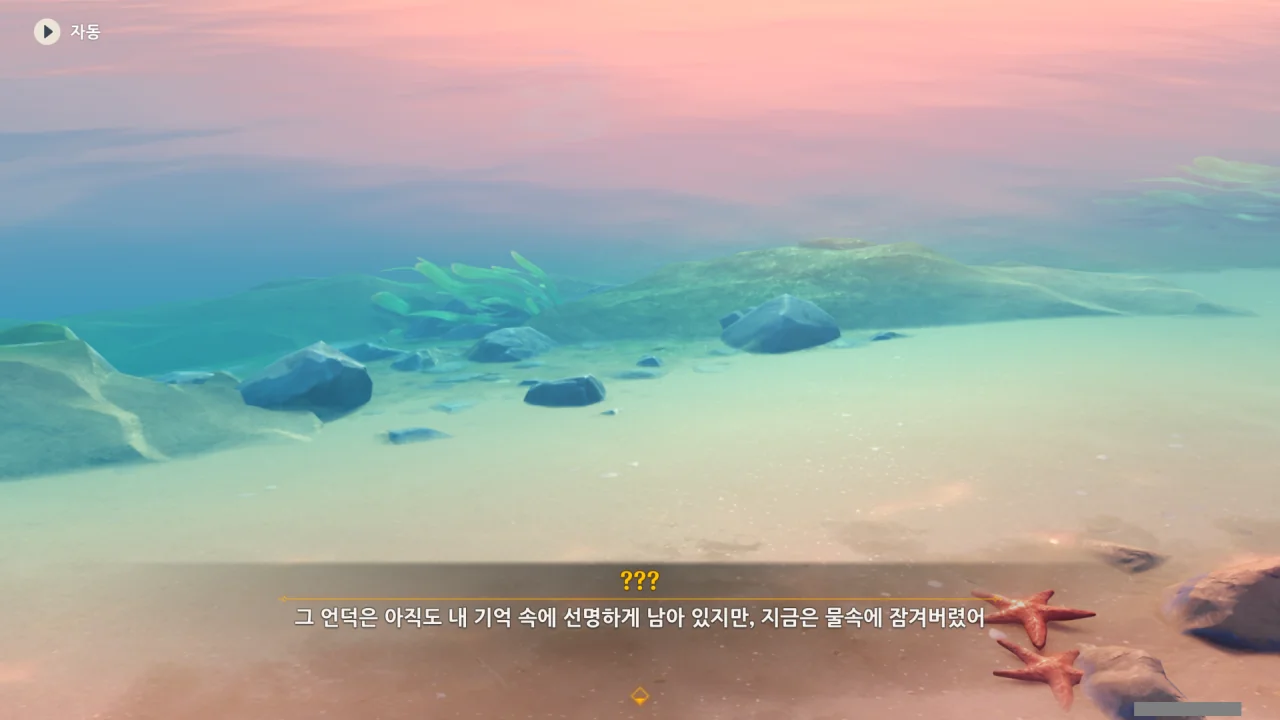 자동
???
그 언덕은 아직도 내 기억 속에 선명하게 남아 있지만, 지금은 물속에 잠겨버렸어